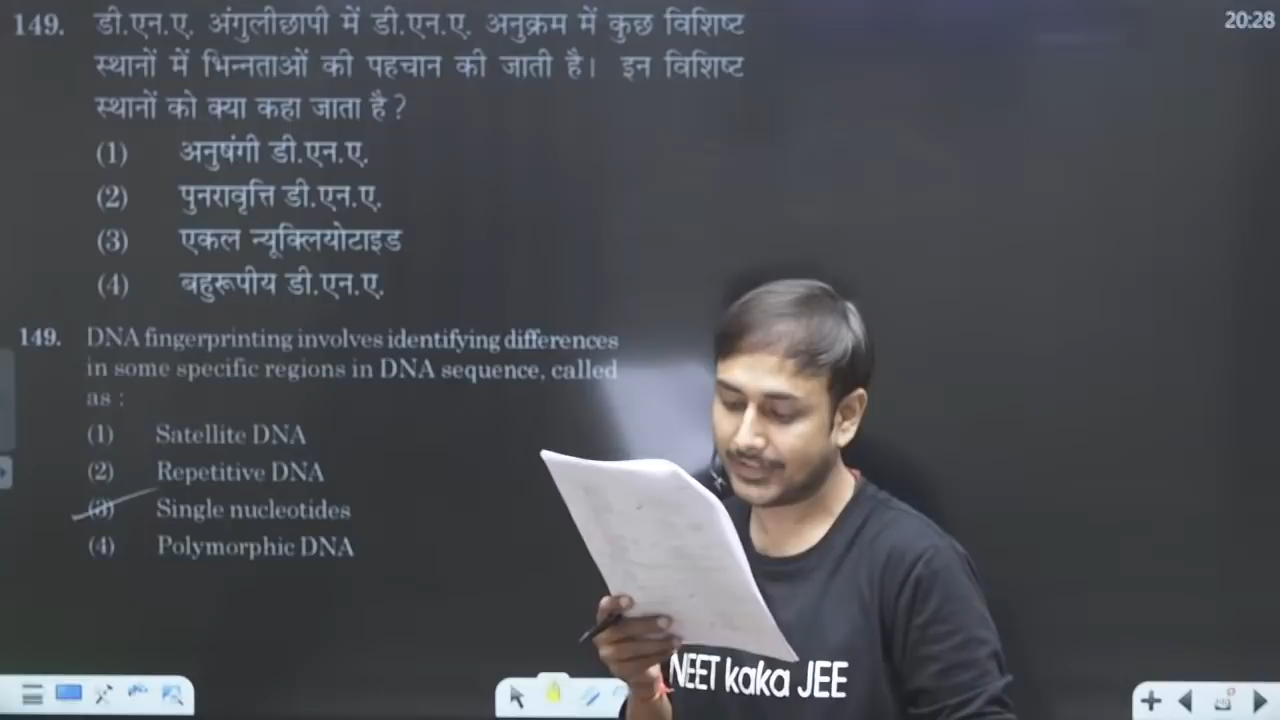 20:28
149. डी.एन.ए. अंगुलीछापी में डी.एन.ए. अनुक्रम में कुछ विशिष्ट
स्थानों में भिन्नताओं की पहचान की जाती है। इन विशिष्ट
स्थानों को क्या कहा जाता है?
(1) अनुषंगी डी.एन.ए.
(2) पुनरावृत्ति डी.एन.ए.
(3) एकल न्यूक्लियोटाइड
(4) बहुरूपीय डी.एन.ए.
149. DNA fingerprinting involves identifying differences
in some specific regions in DNA sequence, called
as :
(1) Satellite DNA
(2) Repetitive DNA
(3) Single nucleotides
(4) Polymorphic DNA
NEET kaka JEE